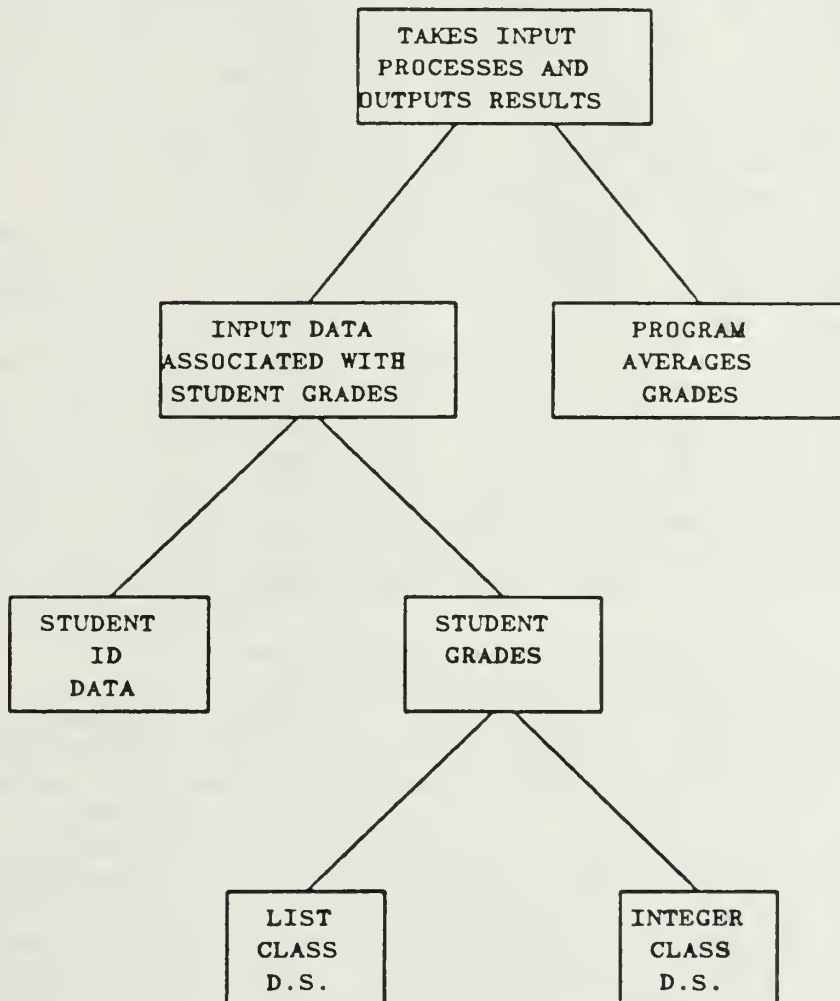 TAKES INPUT
PROCESSES AND
OUTPUTS RESULTS
INPUT DATA
ASSOCIATED WITH
STUDENT GRADES
PROGRAM
AVERAGES
GRADES
STUDENT
ID
DATA
STUDENT
GRADES
LIST
CLASS
D.S.
INTEGER
CLASS
D.S.